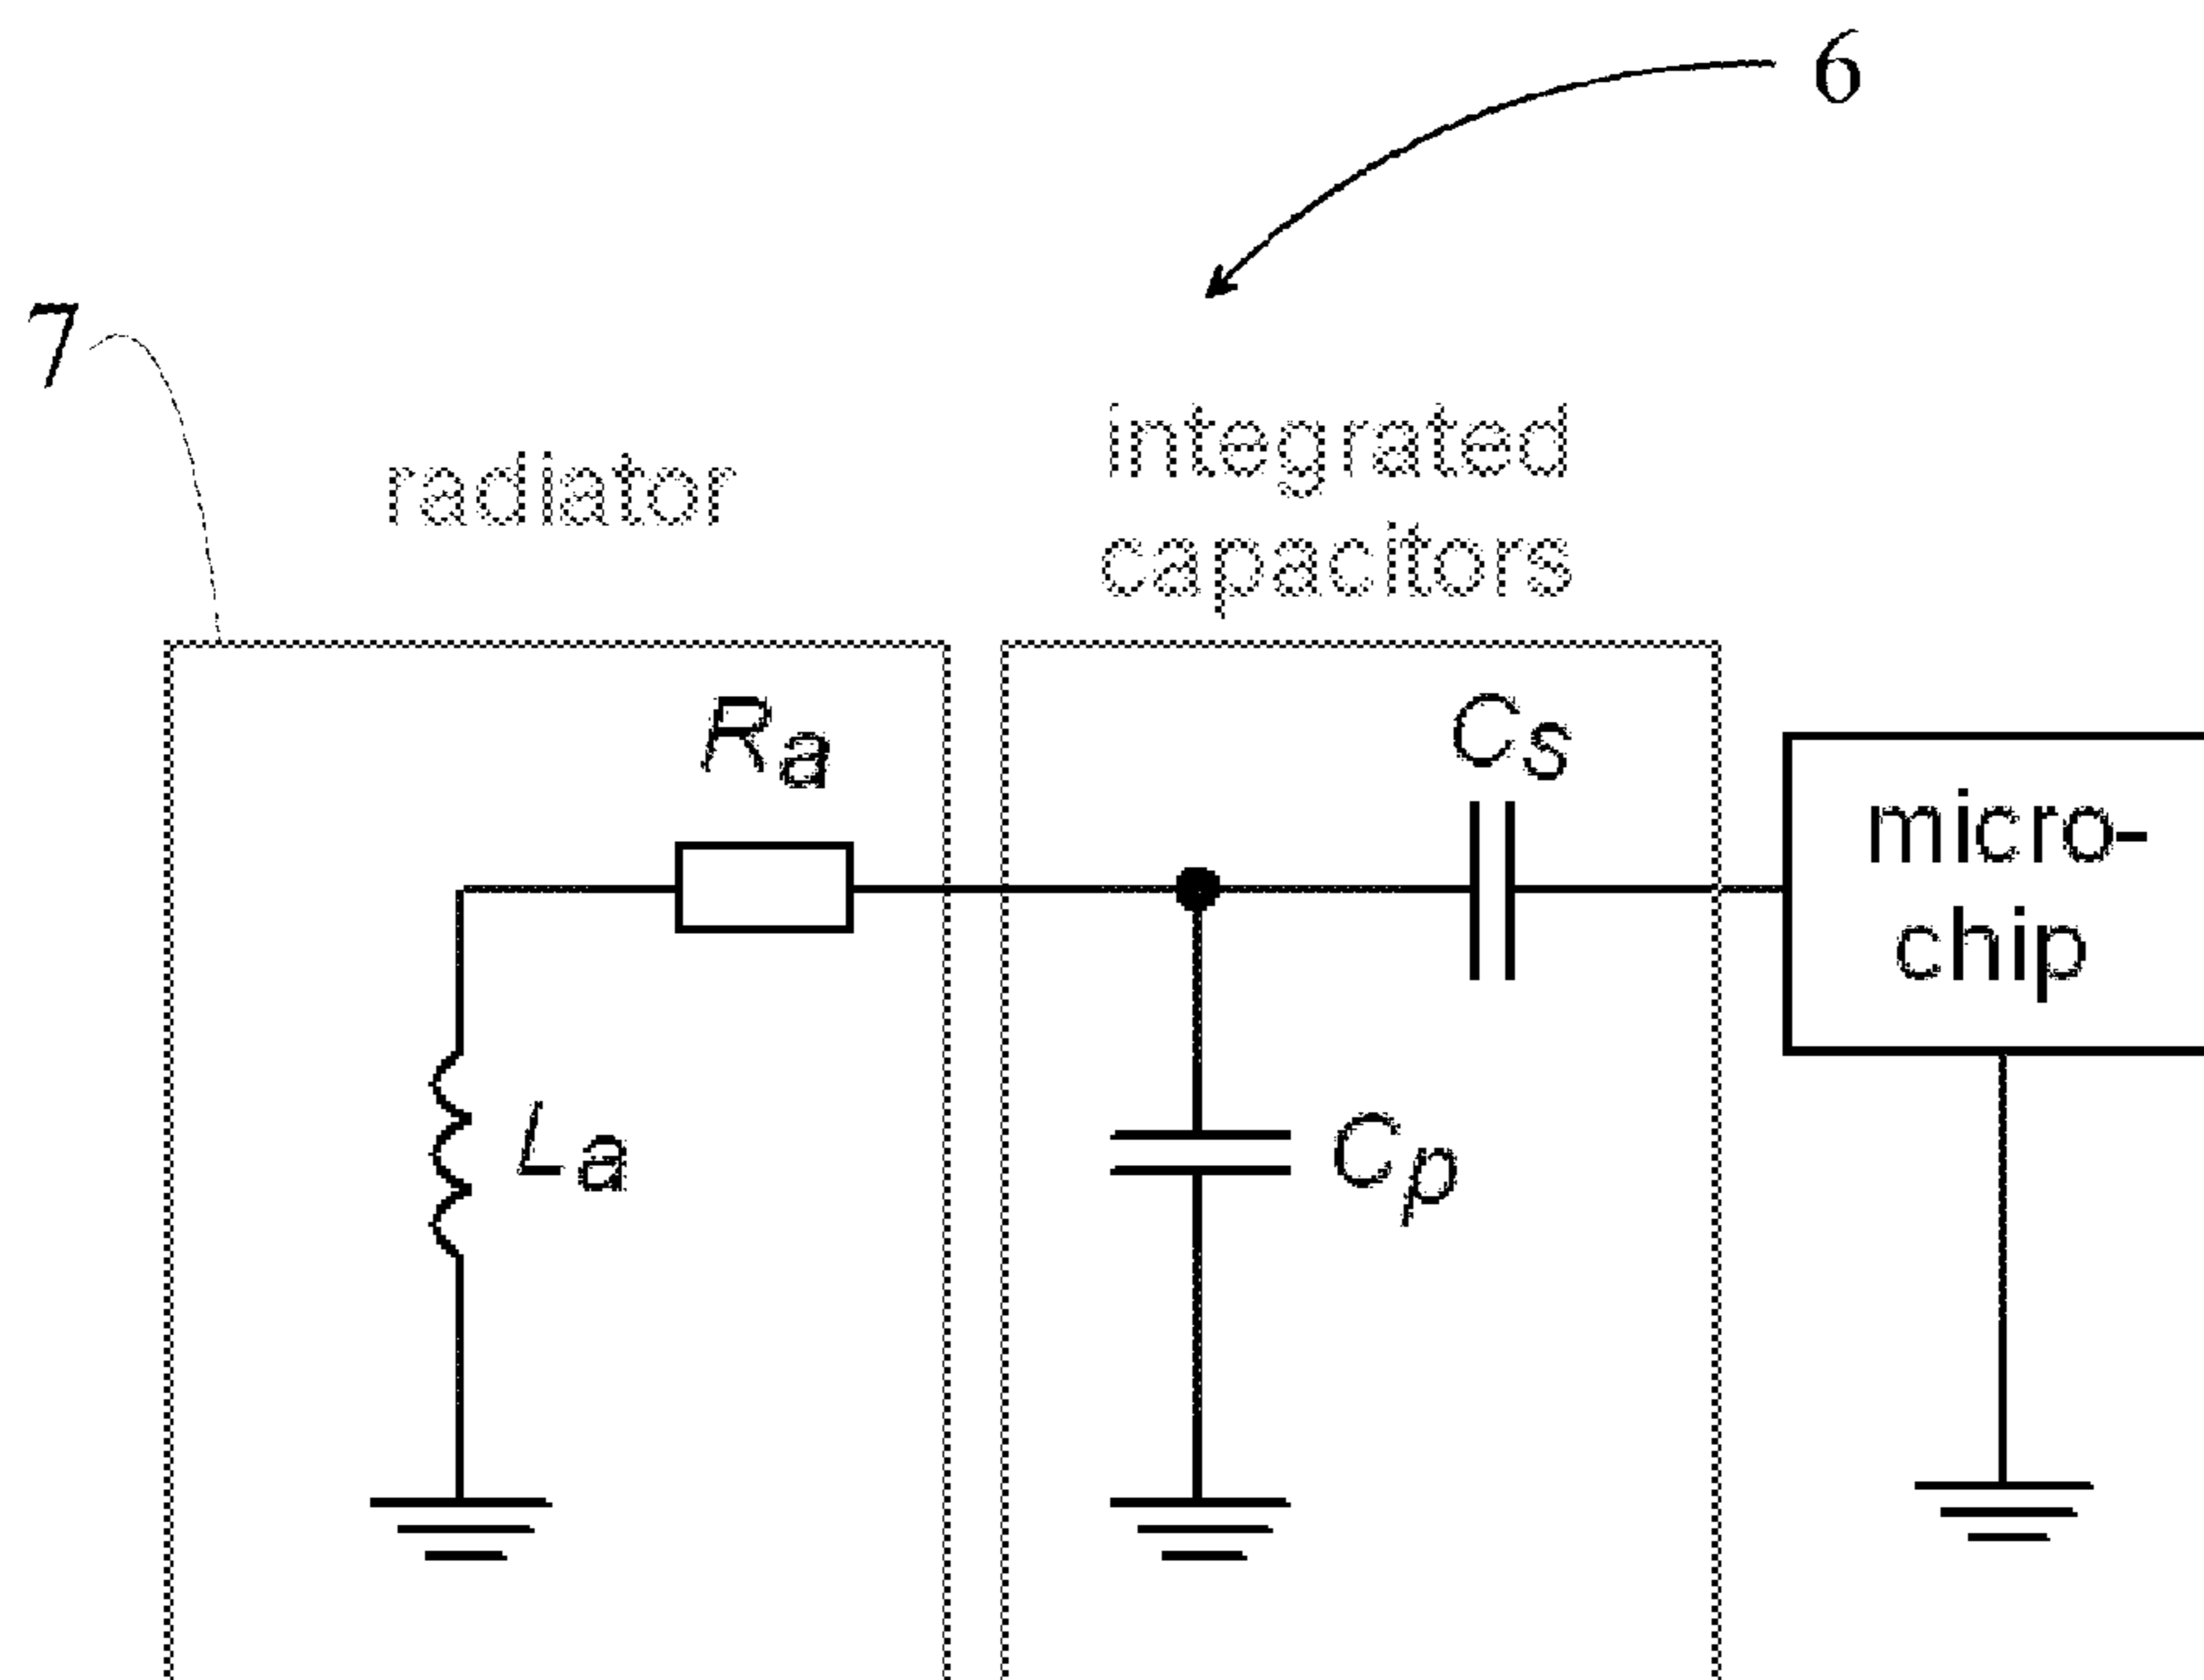 6
7
radiator
integrated
capacitors
Ra
Cs
micro-
chip
La
Cp